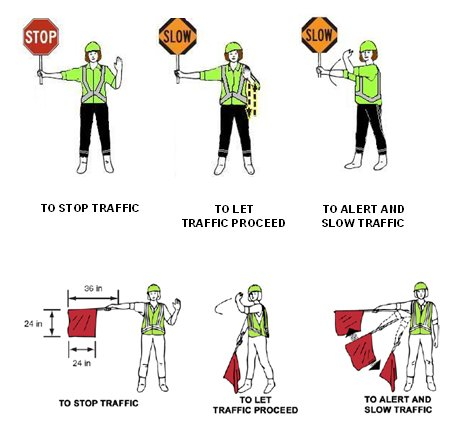 STOP
SLOW
SLOW
TO STOP TRAFFIC
TO LET
TRAFFIC PROCEED
TO ALERT AND
SLOW TRAFFIC
36 in
24 in
24 in
TO STOP TRAFFIC
TO LET
TRAFFIC PROCEED
TO ALERT AND
SLOW TRAFFIC